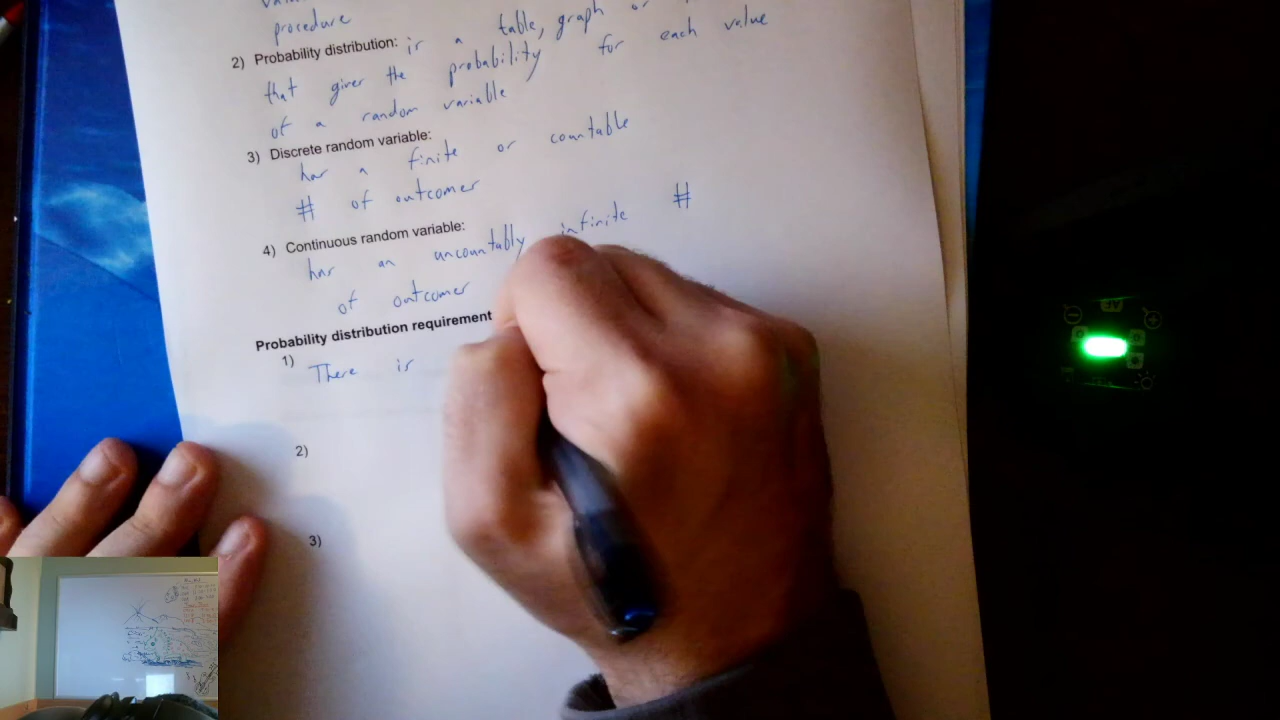 procedure
2) Probability distribution: is a table, graph or
that gives the probability for each value
of a random variable
3) Discrete random variable:
has a finite or countable
# of outcomes
4) Continuous random variable:
has an uncountably infinite #
of outcomes
Probability distribution requirement
1) There is
2)
3)